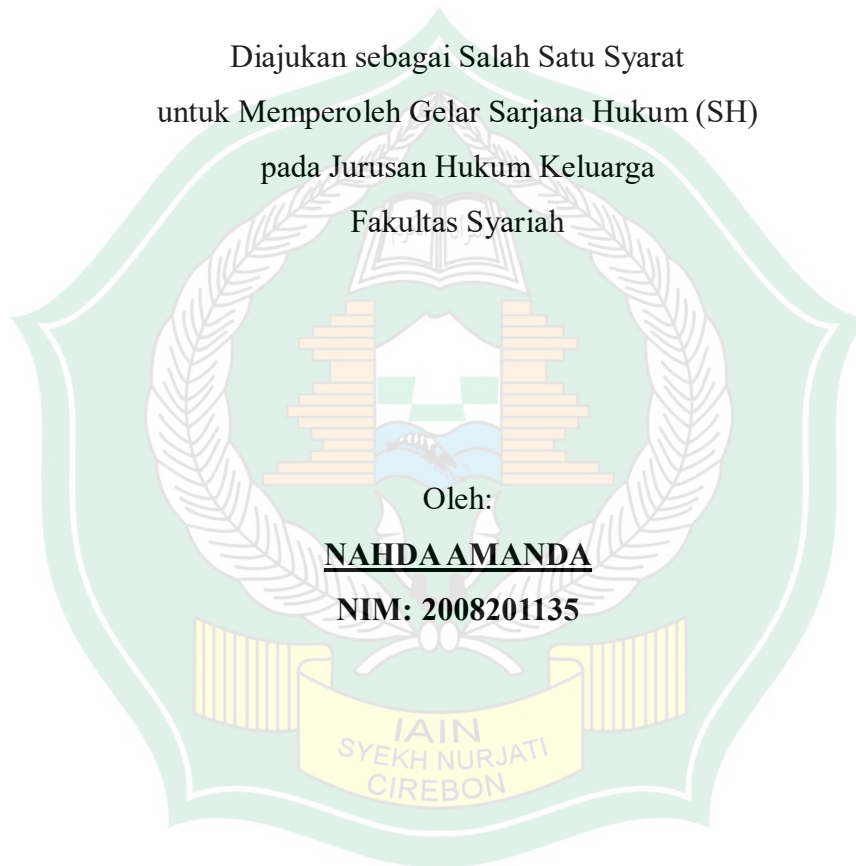 Diajukan sebagai Salah Satu Syarat
untuk Memperoleh Gelar Sarjana Hukum (SH)
pada Jurusan Hukum Keluarga
Fakultas Syariah
Oleh:
NAHDA AMANDA
NIM: 2008201135
IAIN
SYEKH NURJATI
CIREBON